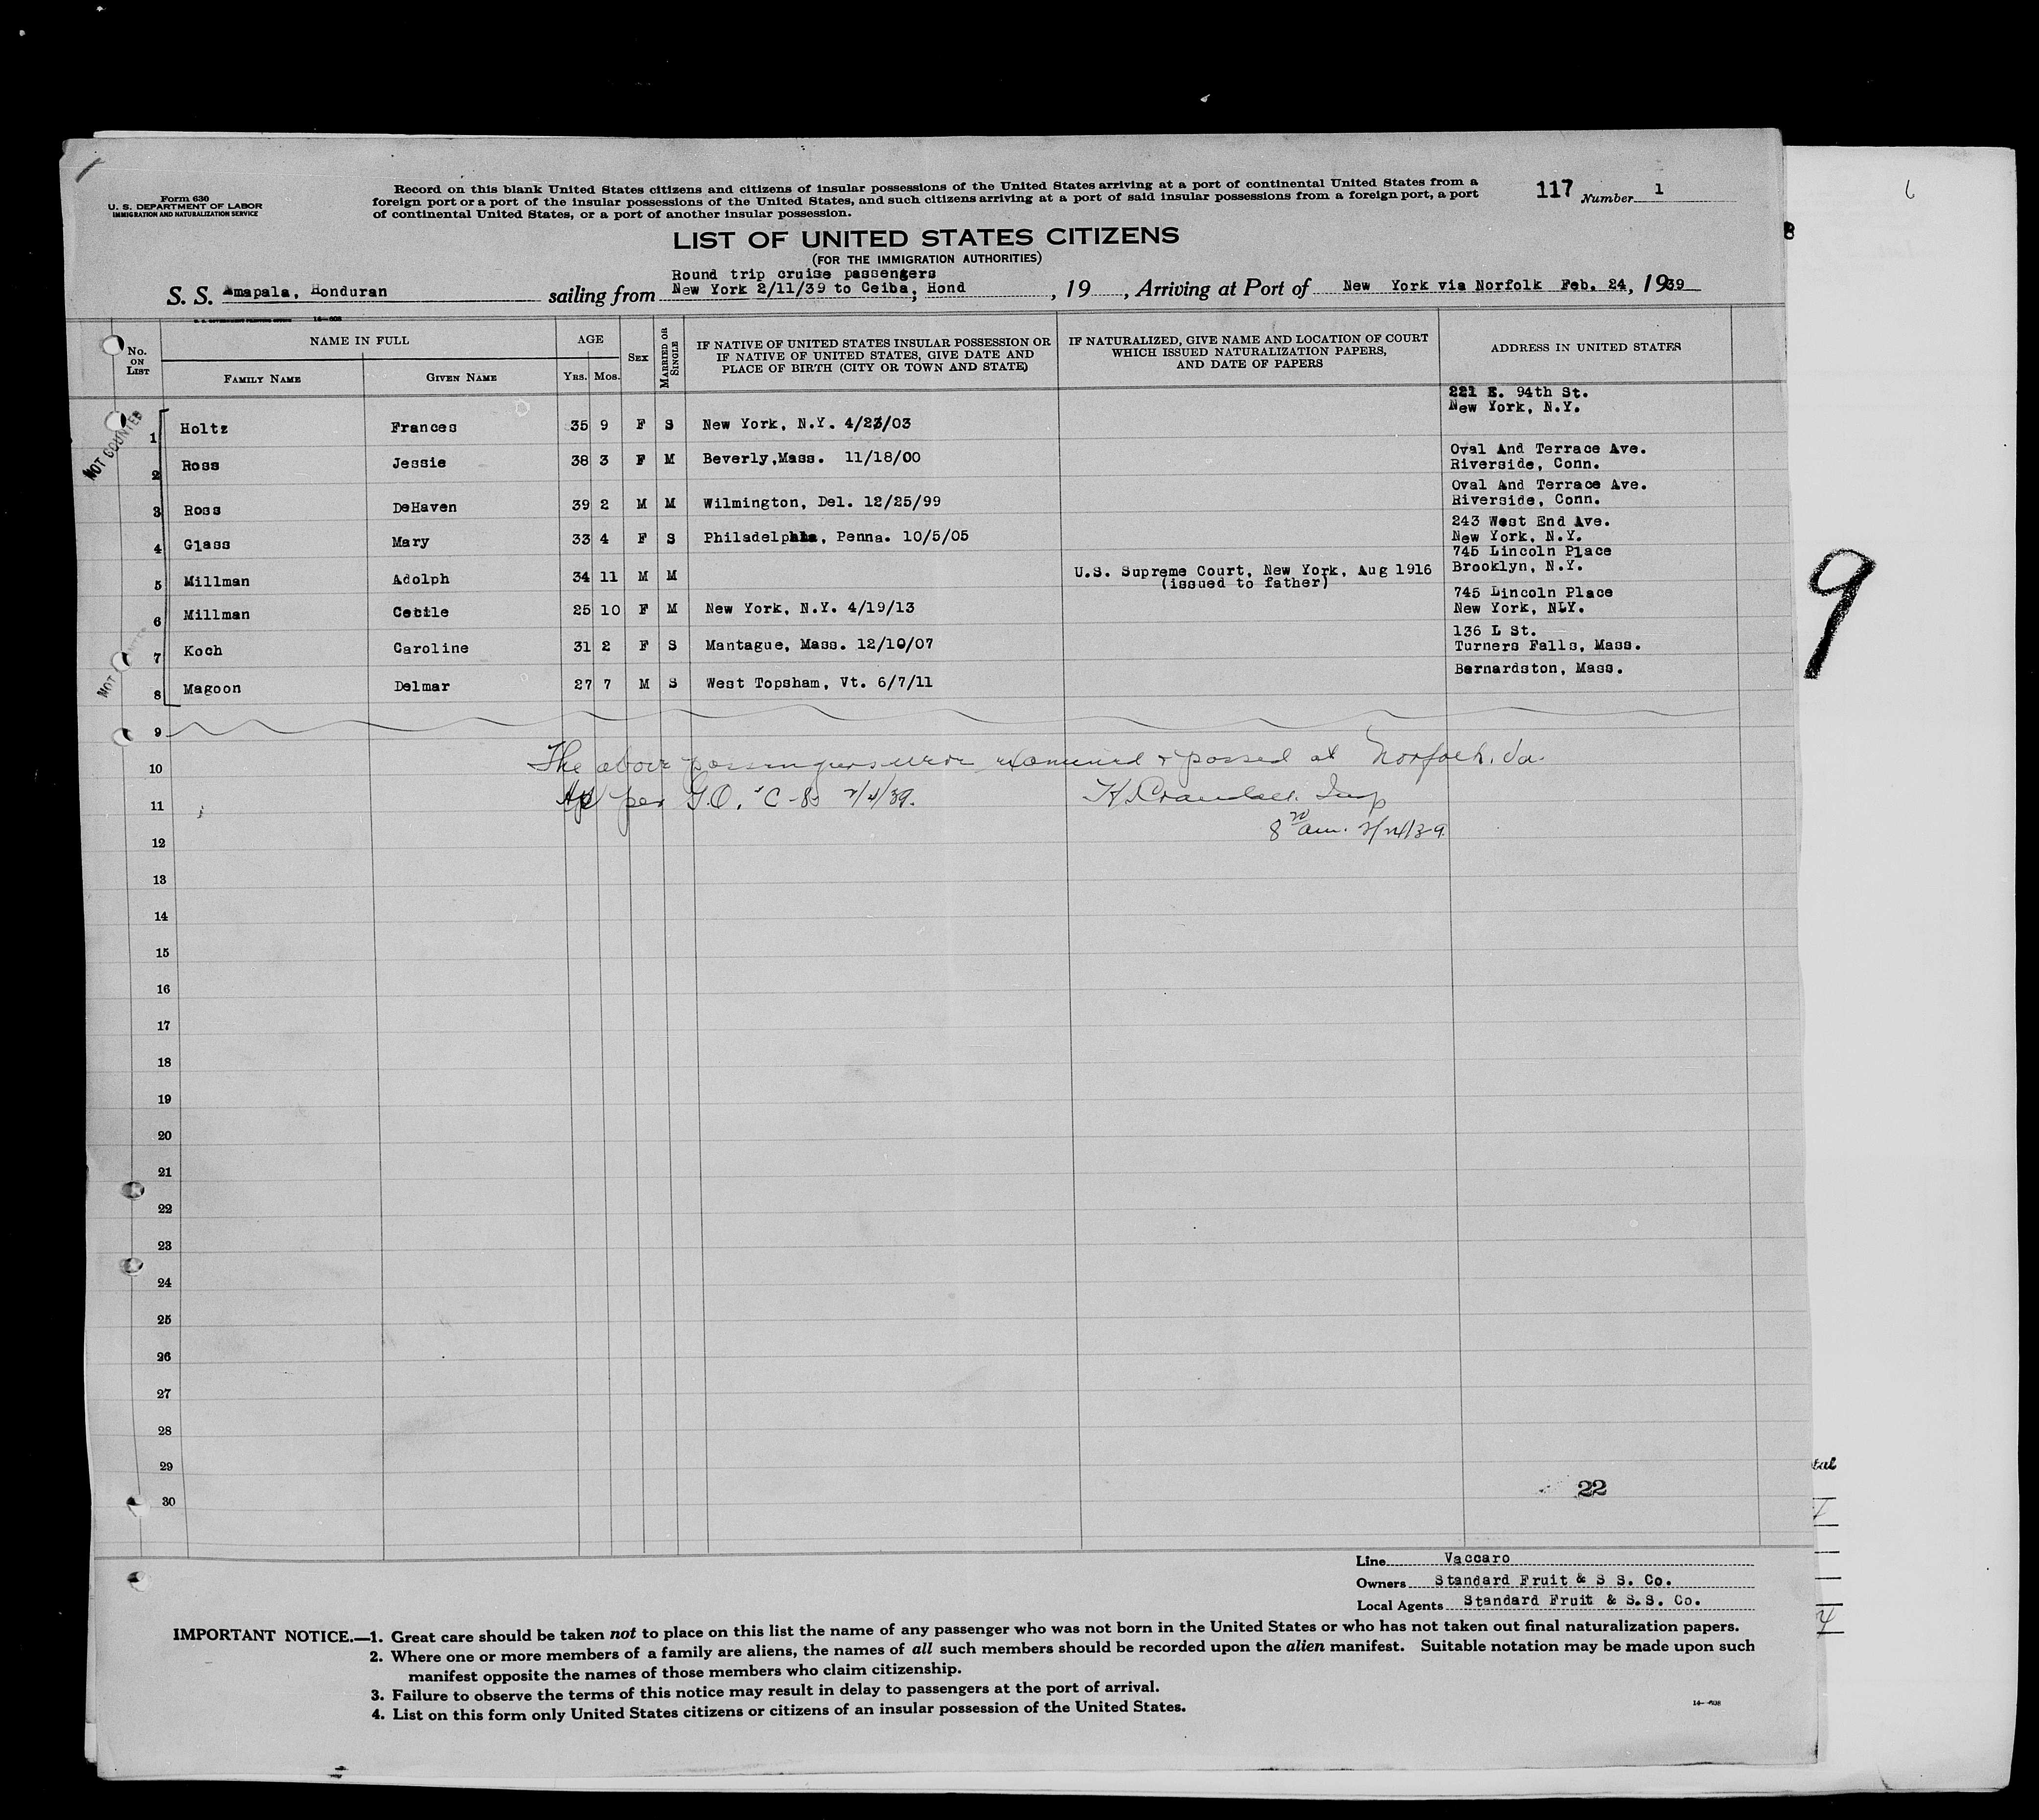 Form 630
U. S. DEPARTMENT OF LABOR
IMMIGRATION AND NATURALIZATION SERVICE
Record on this blank United States citizens and citizens of insular possessions of the United States arriving at a port of continental United States from a
foreign port or a port of the insular possessions of the United States, and such citizens arriving at a port of said insular possessions from a foreign port, a port
of continental United States, or a port of another insular possession.
117 Number 1
LIST OF UNITED STATES CITIZENS
(FOR THE IMMIGRATION AUTHORITIES)
Round trip cruise passengers
S. S. Amapala, Honduran sailing from New York 2/11/39 to Ceiba, Hond , 19 , Arriving at Port of New York via Norfolk Feb. 24, 1939
No. ON LIST
NAME IN FULL
FAMILY NAME GIVEN NAME
AGE
YRS. MOS.
SEX
MARRIED OR SINGLE
IF NATIVE OF UNITED STATES INSULAR POSSESSION OR
IF NATIVE OF UNITED STATES, GIVE DATE AND
PLACE OF BIRTH (CITY OR TOWN AND STATE)
IF NATURALIZED, GIVE NAME AND LOCATION OF COURT
WHICH ISSUED NATURALIZATION PAPERS,
AND DATE OF PAPERS
ADDRESS IN UNITED STATES
NOT COUNTED
221 E. 94th St.
New York, N.Y.
1 Holtz Frances 35 9 F S New York, N.Y. 4/23/03
Oval And Terrace Ave.
2 Ross Jessie 38 3 F M Beverly,Mass. 11/18/00 Riverside, Conn.
Oval And Terrace Ave.
3 Ross DeHaven 39 2 M M Wilmington, Del. 12/25/99 Riverside, Conn.
243 West End Ave.
4 Glass Mary 33 4 F S Philadelphia, Penna. 10/5/05 New York, N.Y.
745 Lincoln Place
5 Millman Adolph 34 11 M M U.S. Supreme Court, New York, Aug 1916 Brooklyn, N.Y.
(issued to father)
745 Lincoln Place
6 Millman Cecile 25 10 F M New York, N.Y. 4/19/13 New York, NLY.
136 L St.
7 Koch Caroline 31 2 F S Mantague, Mass. 12/10/07 Turners Falls, Mass.
NOT
Bernardston, Mass.
8 Magoon Delmar 27 7 M S West Topsham, Vt. 6/7/11
9
The above passengers were examined & passed at Norfolk, Va.
10
11 per G.O. C-8 Insp
am. 2/24/39
12
13
14
15
16
17
18
19
20
21
22
23
24
25
26
27
28
29
22
30
Line Vaccaro
Owners Standard Fruit & S S. Co.
Local Agents Standard Fruit & S.S. Co.
IMPORTANT NOTICE.—1. Great care should be taken not to place on this list the name of any passenger who was not born in the United States or who has not taken out final naturalization papers.
2. Where one or more members of a family are aliens, the names of all such members should be recorded upon the alien manifest. Suitable notation may be made upon such
manifest opposite the names of those members who claim citizenship.
3. Failure to observe the terms of this notice may result in delay to passengers at the port of arrival.
4. List on this form only United States citizens or citizens of an insular possession of the United States.
9